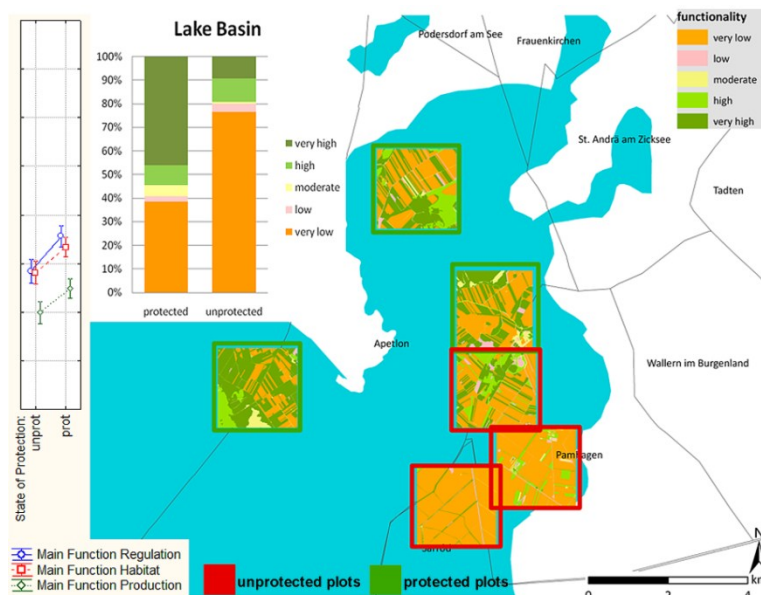 Lake Basin
100%
90%
80%
70%
60%
50%
40%
30%
20%
10%
0%
protected
unprotected
very high
high
moderate
low
very low
Podersdorf am See
Frauenkirchen
St. Andrä am Zicksee
Tadten
Apetlon
Wallern im Burgenland
Pamhagen
Sarród
functionality
very low
low
moderate
high
very high
State of Protection:
unprot
prot
Main Function Regulation
Main Function Habitat
Main Function Production
unprotected plots
protected plots
N
0 2 4
km